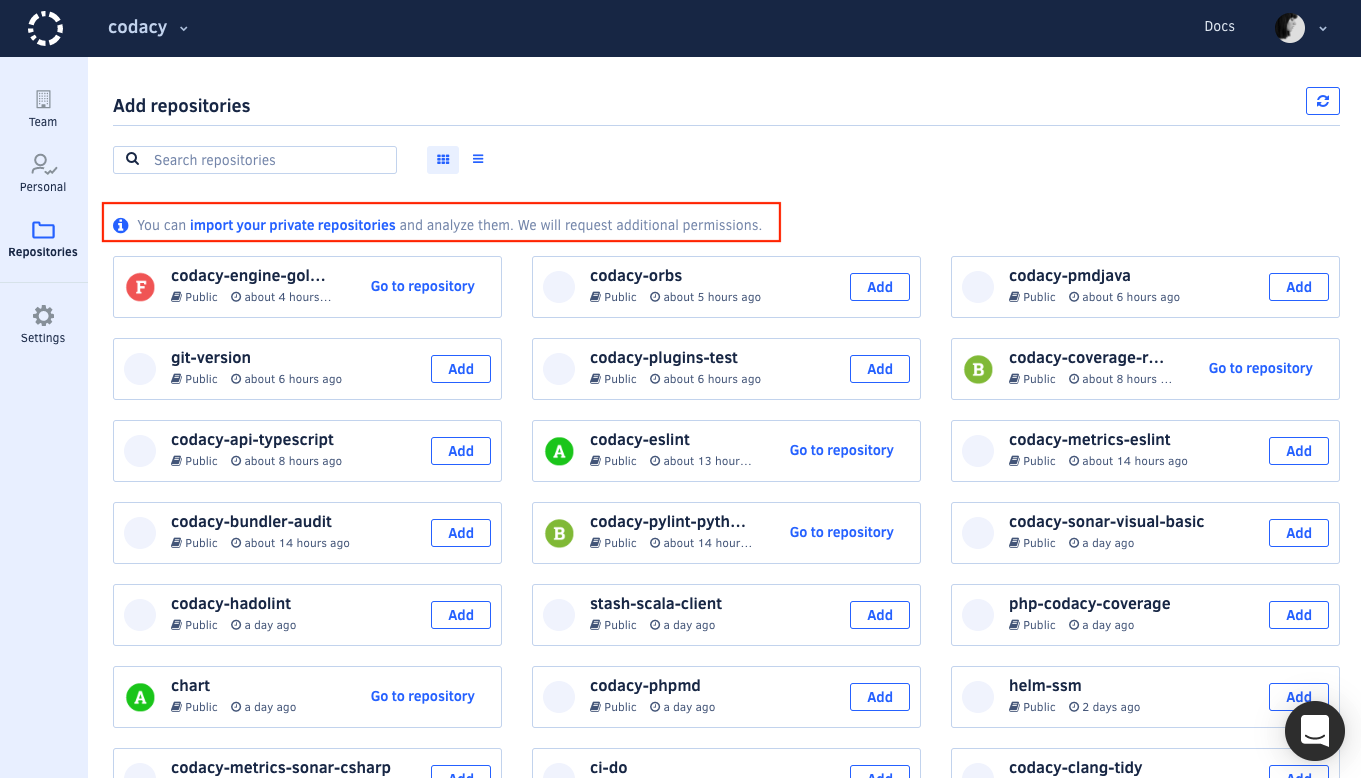 codacy
Docs
Team
Personal
Repositories
Settings
Add repositories
Search repositories
You can import your private repositories and analyze them. We will request additional permissions.
F
codacy-engine-gol...
Public about 4 hours...
Go to repository
codacy-orbs
Public about 5 hours ago
Add
codacy-pmdjava
Public about 6 hours ago
Add
git-version
Public about 6 hours ago
Add
codacy-plugins-test
Public about 6 hours ago
Add
B
codacy-coverage-r...
Public about 8 hours ...
Go to repository
codacy-api-typescript
Public about 8 hours ago
Add
A
codacy-eslint
Public about 13 hour...
Go to repository
codacy-metrics-eslint
Public about 14 hours ago
Add
codacy-bundler-audit
Public about 14 hours ago
Add
B
codacy-pylint-pyth...
Public about 14 hour...
Go to repository
codacy-sonar-visual-basic
Public a day ago
Add
codacy-hadolint
Public a day ago
Add
stash-scala-client
Public a day ago
Add
php-codacy-coverage
Public a day ago
Add
A
chart
Public a day ago
Go to repository
codacy-phpmd
Public a day ago
Add
helm-ssm
Public 2 days ago
Add
codacy-metrics-sonar-csharp
Add
ci-do
Add
codacy-clang-tidy
Add